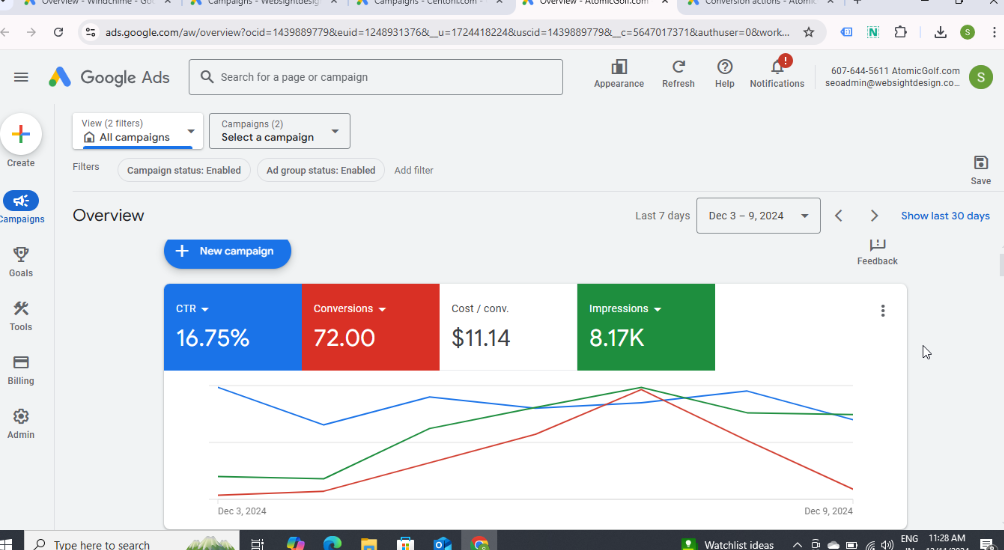 Overview - Windchime - Go
Campaigns - Websightdesig
Campaigns - Centont.com -
Overview - AtomicGolf.com
Conversion actions - Atomic
ads.google.com/aw/overview?ocid=1439889779&euid=1248931376&__u=1724418224&uscid=1439889779&__c=5647017371&authuser=0&work...
S
Google Ads
Search for a page or campaign
Appearance
Refresh
Help
Notifications
607-644-5611 AtomicGolf.com
seoadmin@websightdesign.co...
S
Create
Campaigns
Goals
Tools
Billing
Admin
View (2 filters)
All campaigns
Campaigns (2)
Select a campaign
Filters
Campaign status: Enabled
Ad group status: Enabled
Add filter
Save
Overview
Last 7 days
Dec 3 – 9, 2024
Show last 30 days
New campaign
Feedback
CTR
16.75%
Conversions
72.00
Cost / conv.
$11.14
Impressions
8.17K
Dec 3, 2024
Dec 9, 2024
Type here to search
Watchlist ideas
ENG
11:28 AM